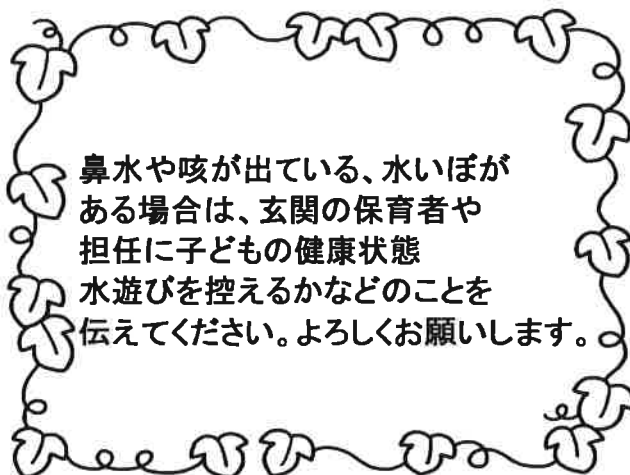 鼻水や咳が出ている、水いぼが
ある場合は、玄関の保育者や
担任に子どもの健康状態
水遊びを控えるかなどのことを
伝えてください。よろしくお願いします。